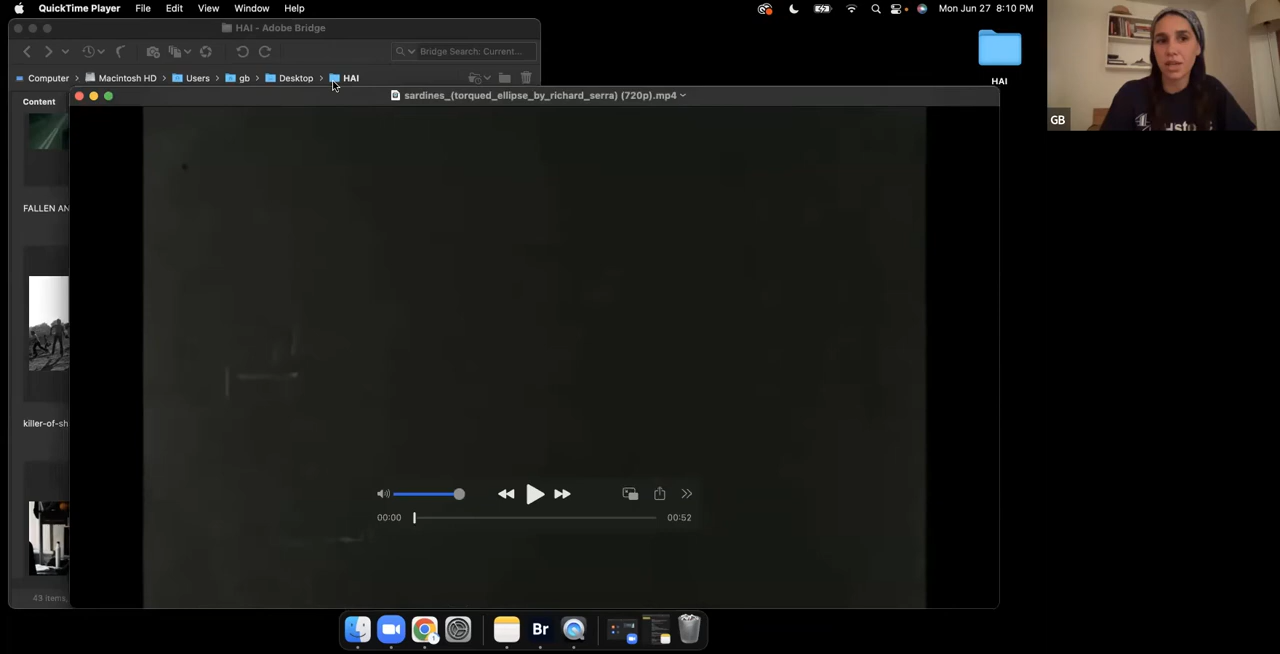 QuickTime Player File Edit View Window Help Mon Jun 27 8:10 PM
HAI - Adobe Bridge
Bridge Search: Current...
Computer Macintosh HD Users gb Desktop HAI
HAI
Content
sardines_(torqued_ellipse_by_richard_serra) (720p).mp4
GB
FALLEN AN
killer-of-sh
00:00 00:52
43 items,
Br